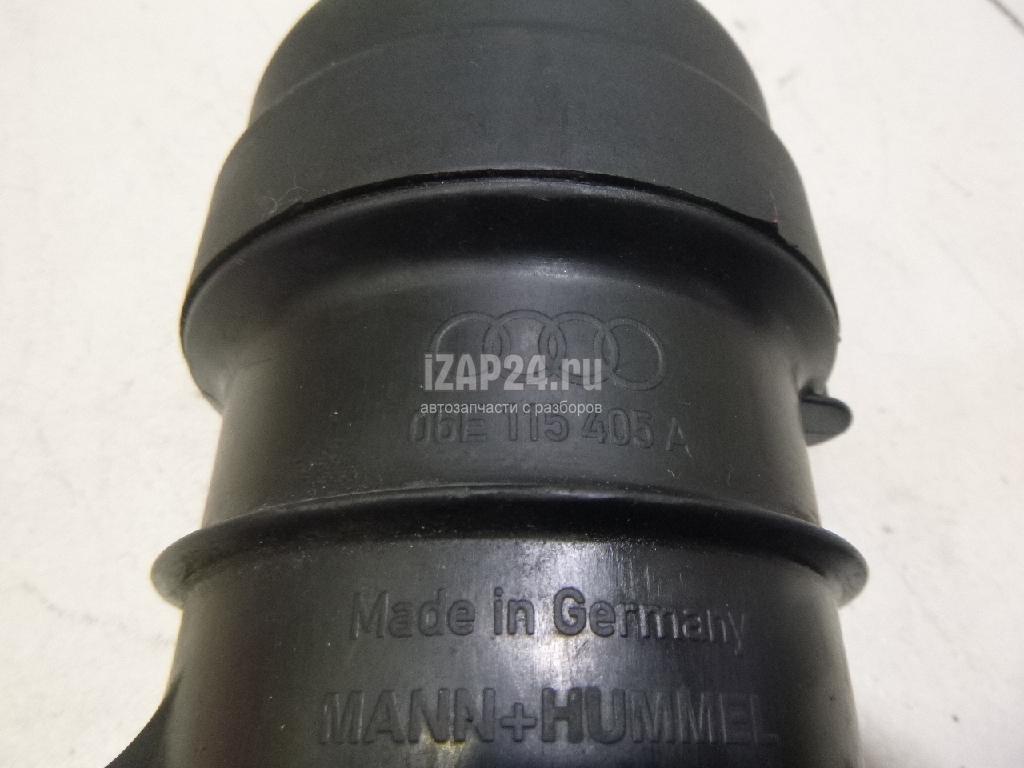 iZAP24.ru
автозапчасти с разборов
06E 115 405 A
Made in Germany
MANN+HUMMEL